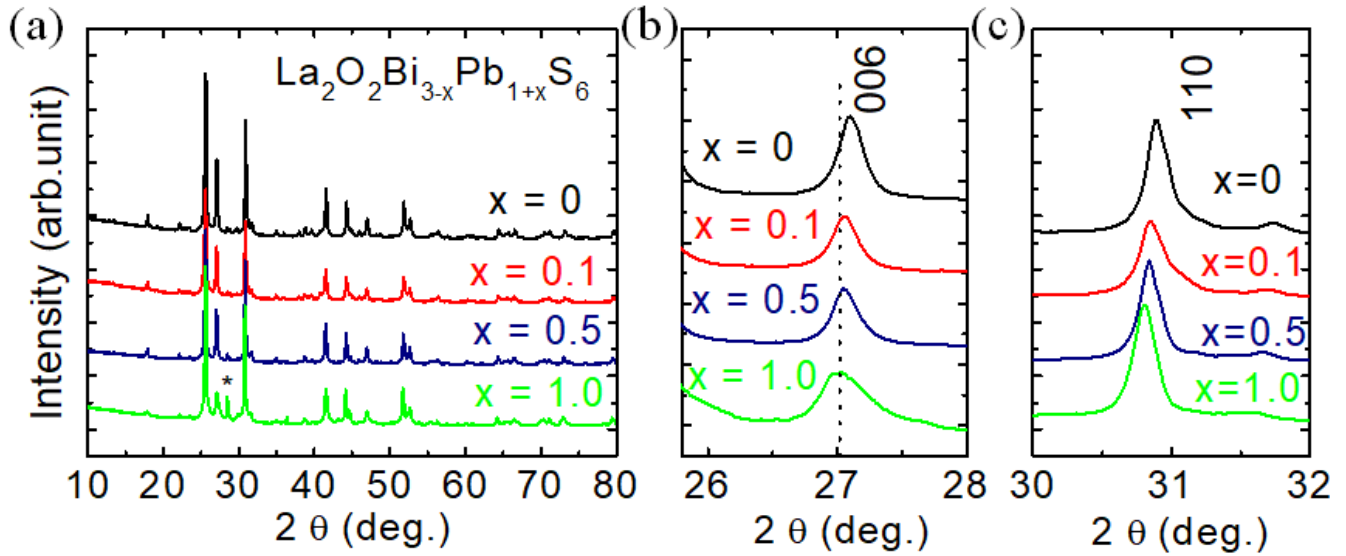 (a)
La2O2Bi3-xPb1+xS6
Intensity (arb.unit)
x = 0
x = 0.1
x = 0.5
*
x = 1.0
10 20 30 40 50 60 70 80
2 θ (deg.)
(b)
006
x = 0
x = 0.1
x = 0.5
x = 1.0
26 27 28
2 θ (deg.)
(c)
110
x=0
x=0.1
x=0.5
x=1.0
30 31 32
2 θ (deg.)